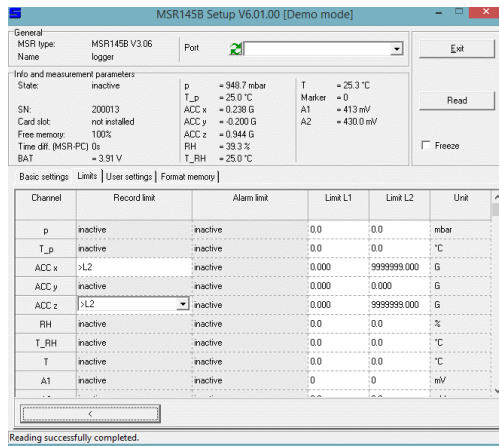 MSR145B Setup V6.01.00 [Demo mode]
General
MSR type: MSR145B V3.06
Name logger
Port
Exit
Info and measurement parameters
State: inactive
SN: 200013
Card slot: not installed
Free memory: 100%
Time diff. (MSR-PC) 0s
BAT = 3.91 V
p = 948.7 mbar
T_p = 25.0 °C
ACC x = 0.238 G
ACC y = -0.200 G
ACC z = 0.944 G
RH = 39.3 %
T_RH = 25.0 °C
T = 25.3 °C
Marker = 0
A1 = 413 mV
A2 = 430.0 mV
Read
Freeze
Basic settings Limits User settings Format memory
Channel Record limit Alarm limit Limit L1 Limit L2 Unit
p inactive inactive 0.0 0.0 mbar
T_p inactive inactive 0.0 0.0 °C
ACC x >L2 inactive 0.000 9999999.000 G
ACC y inactive inactive 0.000 0.000 G
ACC z >L2 inactive 0.000 9999999.000 G
RH inactive inactive 0.0 0.0 %
T_RH inactive inactive 0.0 0.0 °C
T inactive inactive 0.0 0.0 °C
A1 inactive inactive 0 0 mV
<
Reading successfully completed.